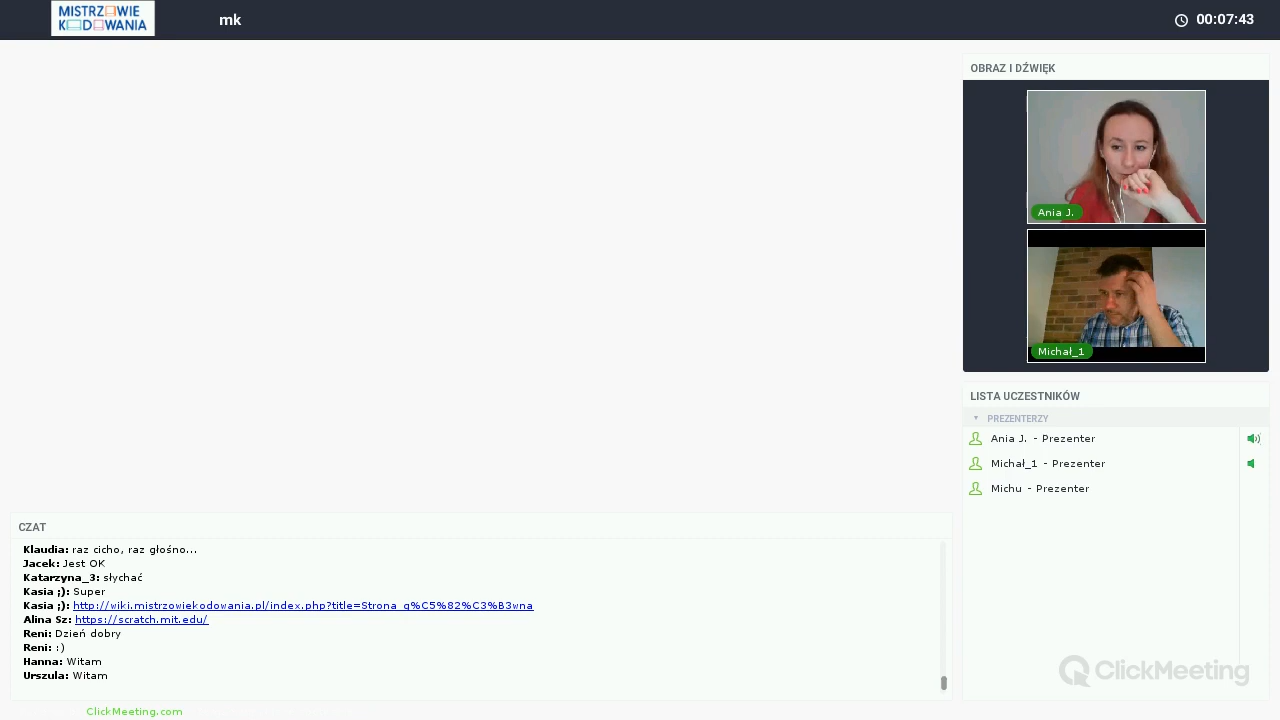 MISTRZOWIE
KODOWANIA
mk
00:07:43
OBRAZ I DŹWIĘK
Ania J.
Michał_1
LISTA UCZESTNIKÓW
PREZENTERZY
Ania J. - Prezenter
Michał_1 - Prezenter
Michu - Prezenter
ClickMeeting
CZAT
Klaudia: raz cicho, raz głośno...
Jacek: Jest OK
Katarzyna_3: słychać
Kasia ;): Super
Kasia ;): http://wiki.mistrzowiekodowania.pl/index.php?title=Strona_g%C5%82%C3%B3wna
Alina Sz: https://scratch.mit.edu/
Reni: Dzień dobry
Reni: :)
Hanna: Witam
Urszula: Witam
ClickMeeting.com